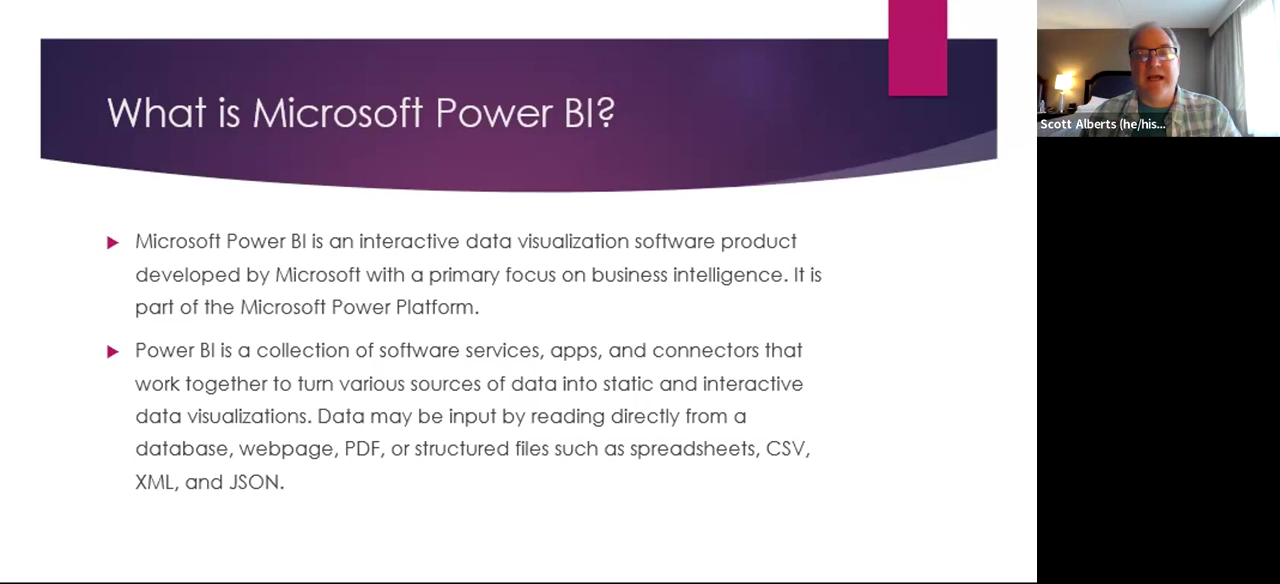 What is Microsoft Power BI?
Microsoft Power BI is an interactive data visualization software product
developed by Microsoft with a primary focus on business intelligence. It is
part of the Microsoft Power Platform.
Power BI is a collection of software services, apps, and connectors that
work together to turn various sources of data into static and interactive
data visualizations. Data may be input by reading directly from a
database, webpage, PDF, or structured files such as spreadsheets, CSV,
XML, and JSON.
Scott Alberts (he/his...